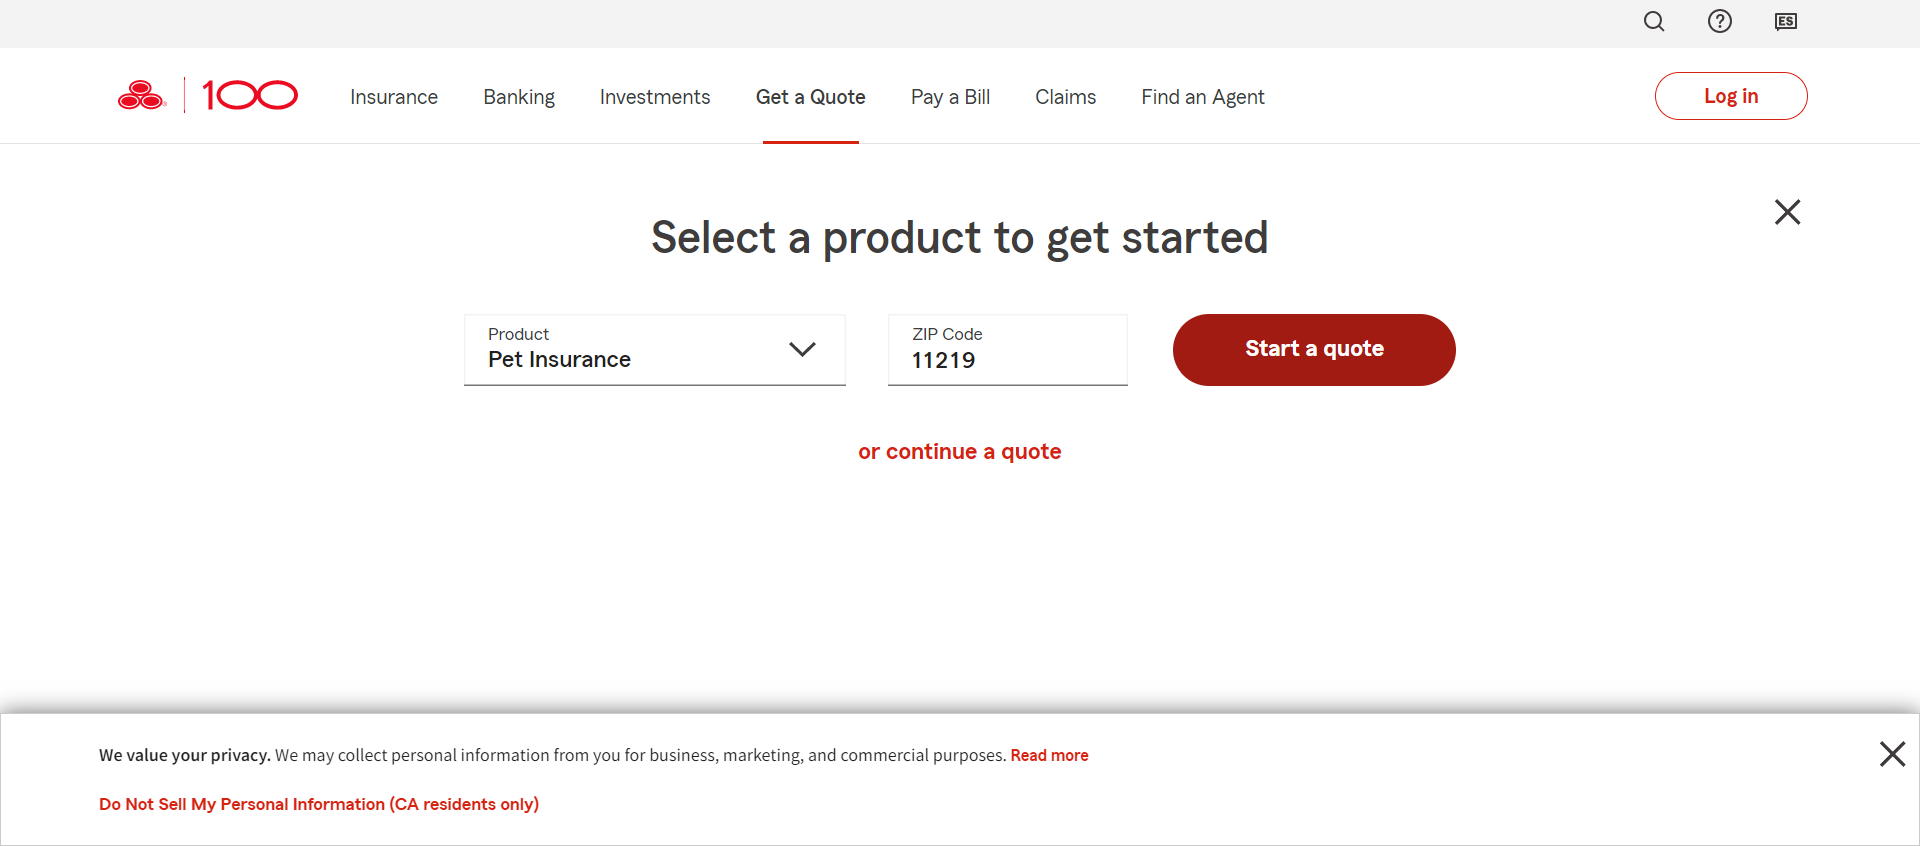 ES
100
Insurance
Banking
Investments
Get a Quote
Pay a Bill
Claims
Find an Agent
Log in
Select a product to get started
Product
Pet Insurance
ZIP Code
11219
Start a quote
or continue a quote
We value your privacy. We may collect personal information from you for business, marketing, and commercial purposes. Read more
Do Not Sell My Personal Information (CA residents only)